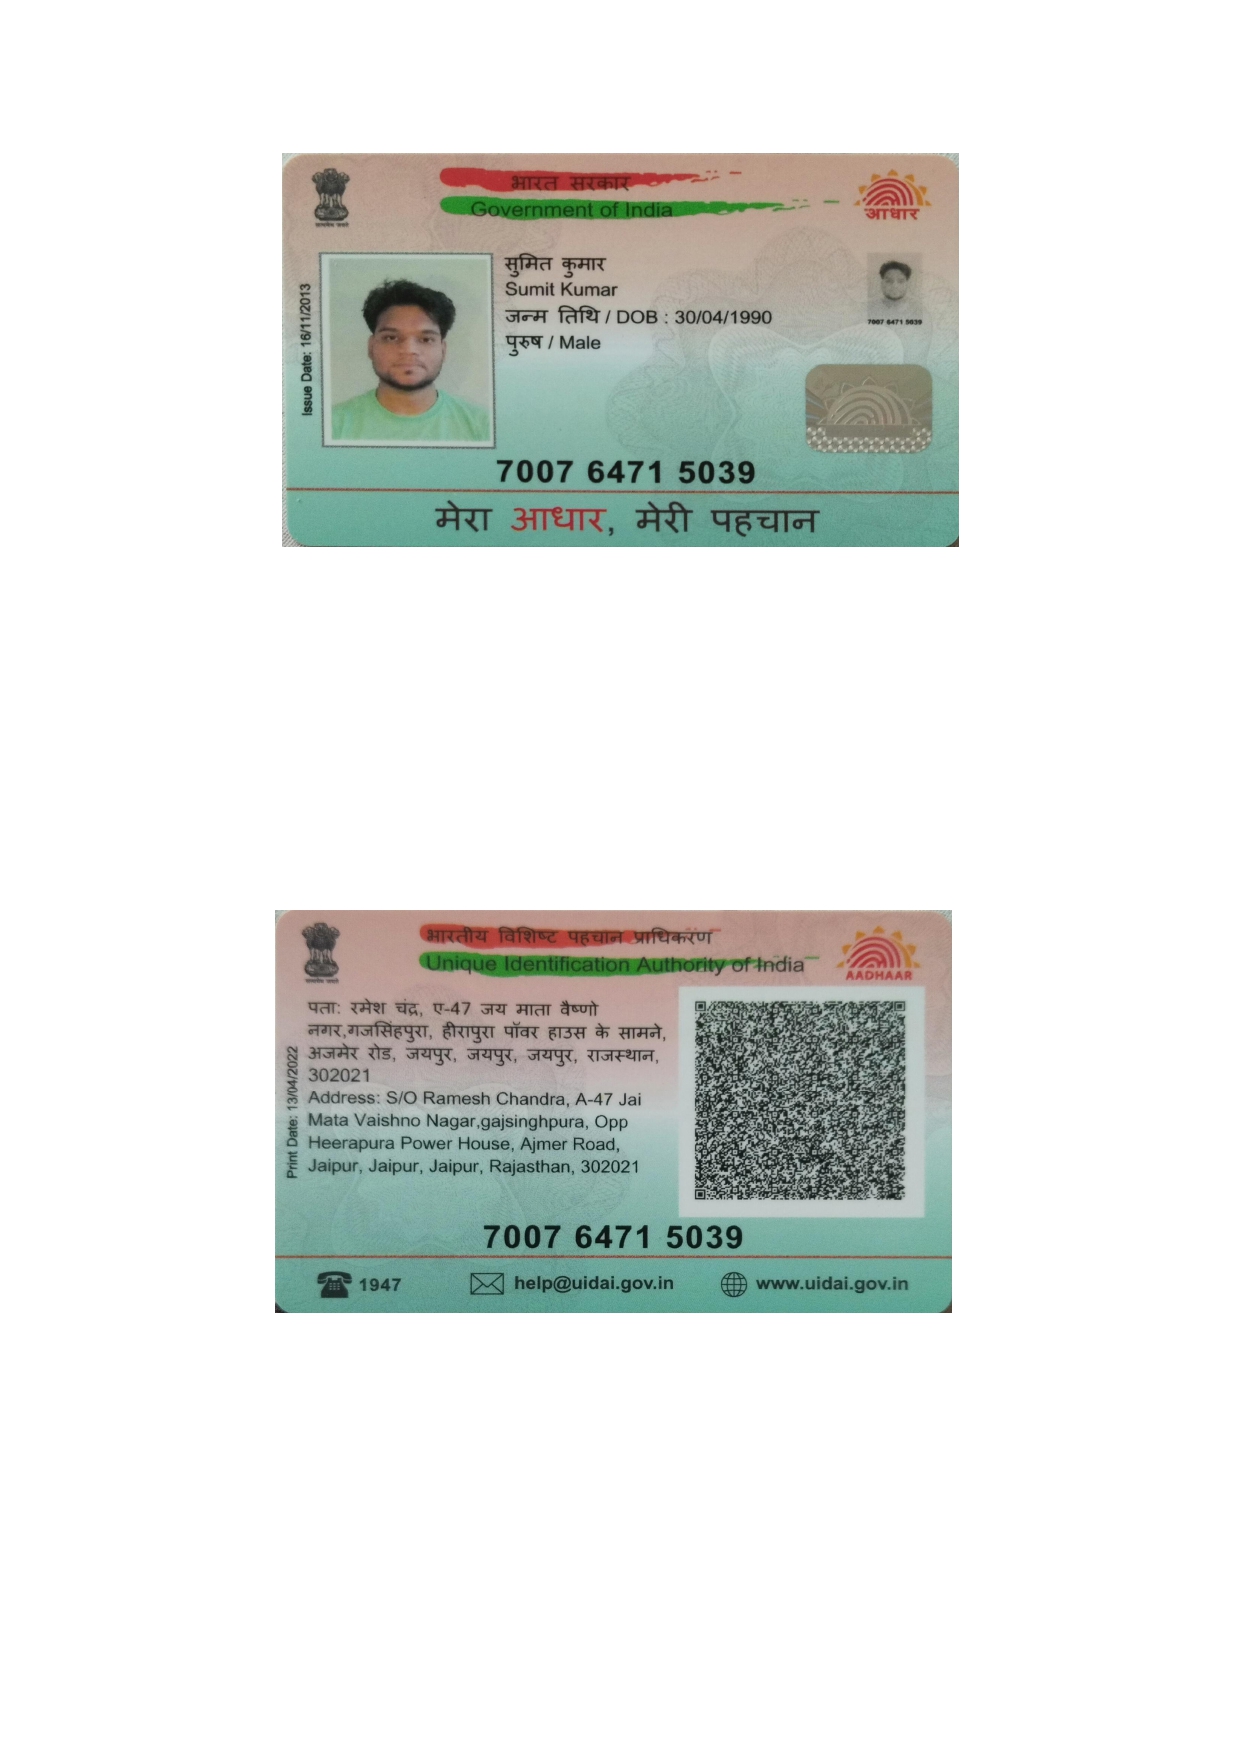 भारत सरकार
Government of India
आधार
Issue Date: 16/11/2013
सुमित कुमार
Sumit Kumar
जन्म तिथि / DOB : 30/04/1990
पुरुष / Male
7007 6471 5039
7007 6471 5039
मेरा आधार, मेरी पहचान
भारतीय विशिष्ट पहचान प्राधिकरण
Unique Identification Authority of India
AADHAAR
Print Date: 13/04/2022
पता: रमेश चंद्र, ए-47 जय माता वैष्णो
नगर,गजसिंहपुरा, हीरापुरा पॉवर हाउस के सामने,
अजमेर रोड, जयपुर, जयपुर, जयपुर, राजस्थान,
302021
Address: S/O Ramesh Chandra, A-47 Jai
Mata Vaishno Nagar,gajsinghpura, Opp
Heerapura Power House, Ajmer Road,
Jaipur, Jaipur, Jaipur, Rajasthan, 302021
7007 6471 5039
1947
help@uidai.gov.in
www.uidai.gov.in